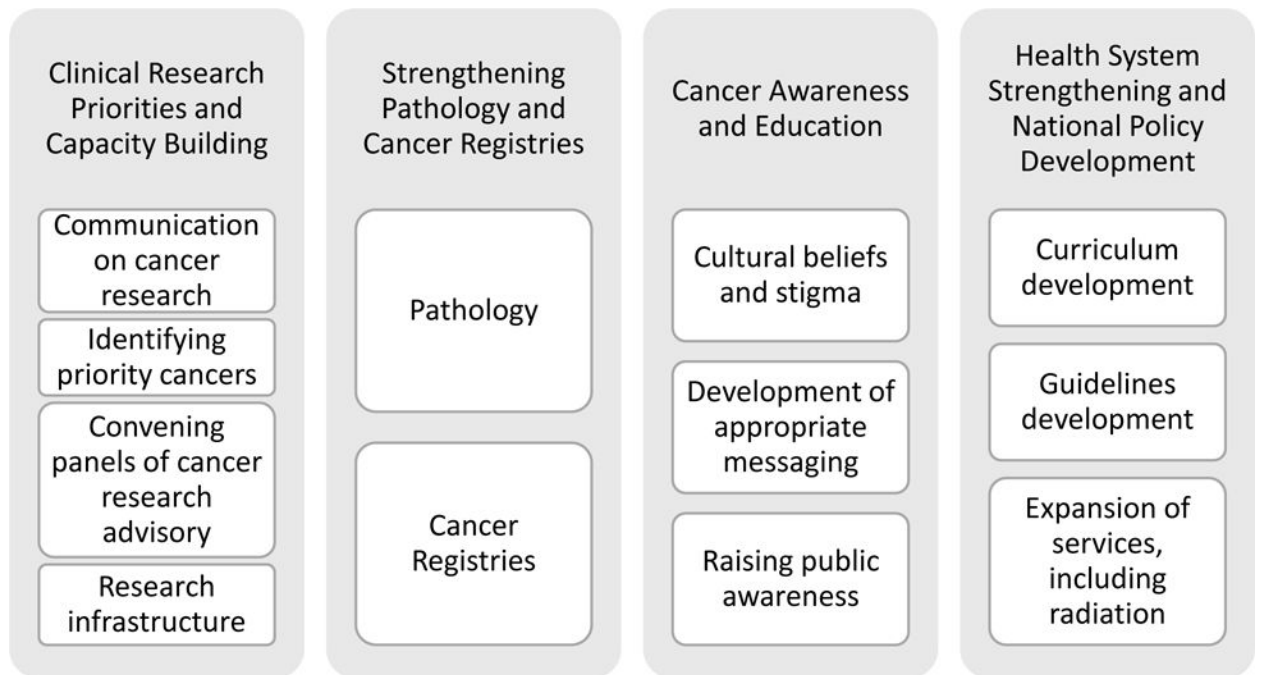 Clinical Research
Priorities and
Capacity Building
Communication
on cancer
research
Identifying
priority cancers
Convening
panels of cancer
research
advisory
Research
infrastructure
Strengthening
Pathology and
Cancer Registries
Pathology
Cancer
Registries
Cancer Awareness
and Education
Cultural beliefs
and stigma
Development of
appropriate
messaging
Raising public
awareness
Health System
Strengthening and
National Policy
Development
Curriculum
development
Guidelines
development
Expansion of
services,
including
radiation